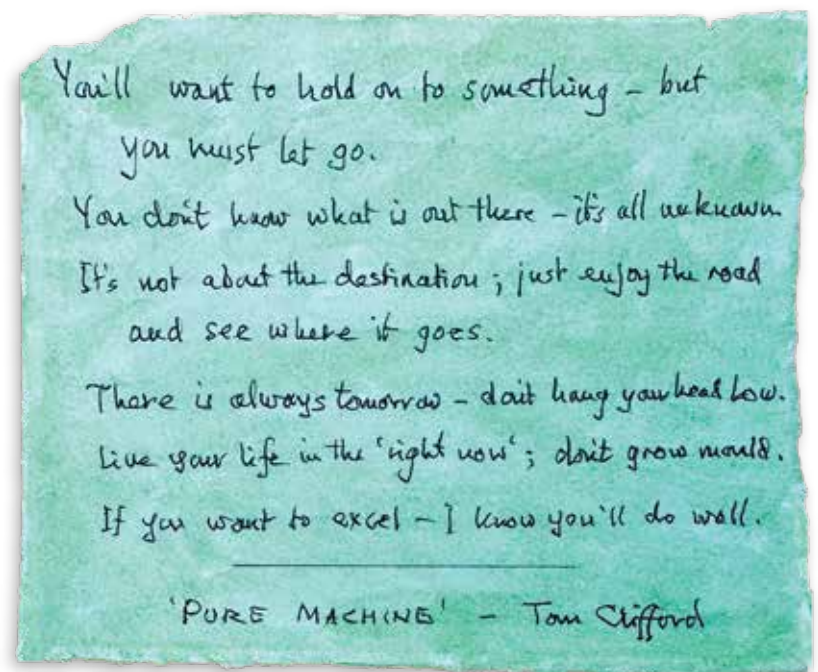 You'll want to hold on to something – but
you must let go.
You don't know what is out there – it's all unknown.
It's not about the destination ; just enjoy the road
and see where it goes.
There is always tomorrow – don't hang your head low.
Live your life in the 'right now' ; don't grow mould.
If you want to excel – I know you'll do well.
'PURE MACHINE' – Tom Clifford